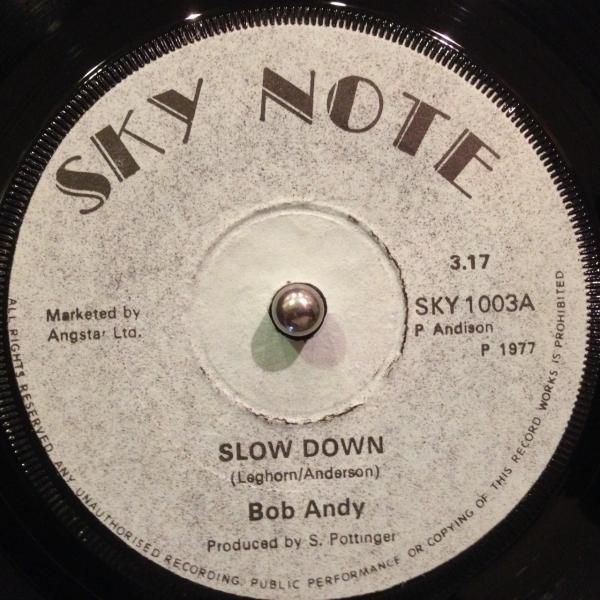 SKY NOTE
3.17
Marketed by
Angstar Ltd.
SKY 1003A
P Andison
P 1977
SLOW DOWN
(Leghorn/Anderson)
Bob Andy
Produced by S. Pottinger
ALL RIGHTS RESERVED ANY UNAUTHORISED RECORDING, PUBLIC PERFORMANCE OR COPYING OF THIS RECORD WORKS IS PROHIBITED